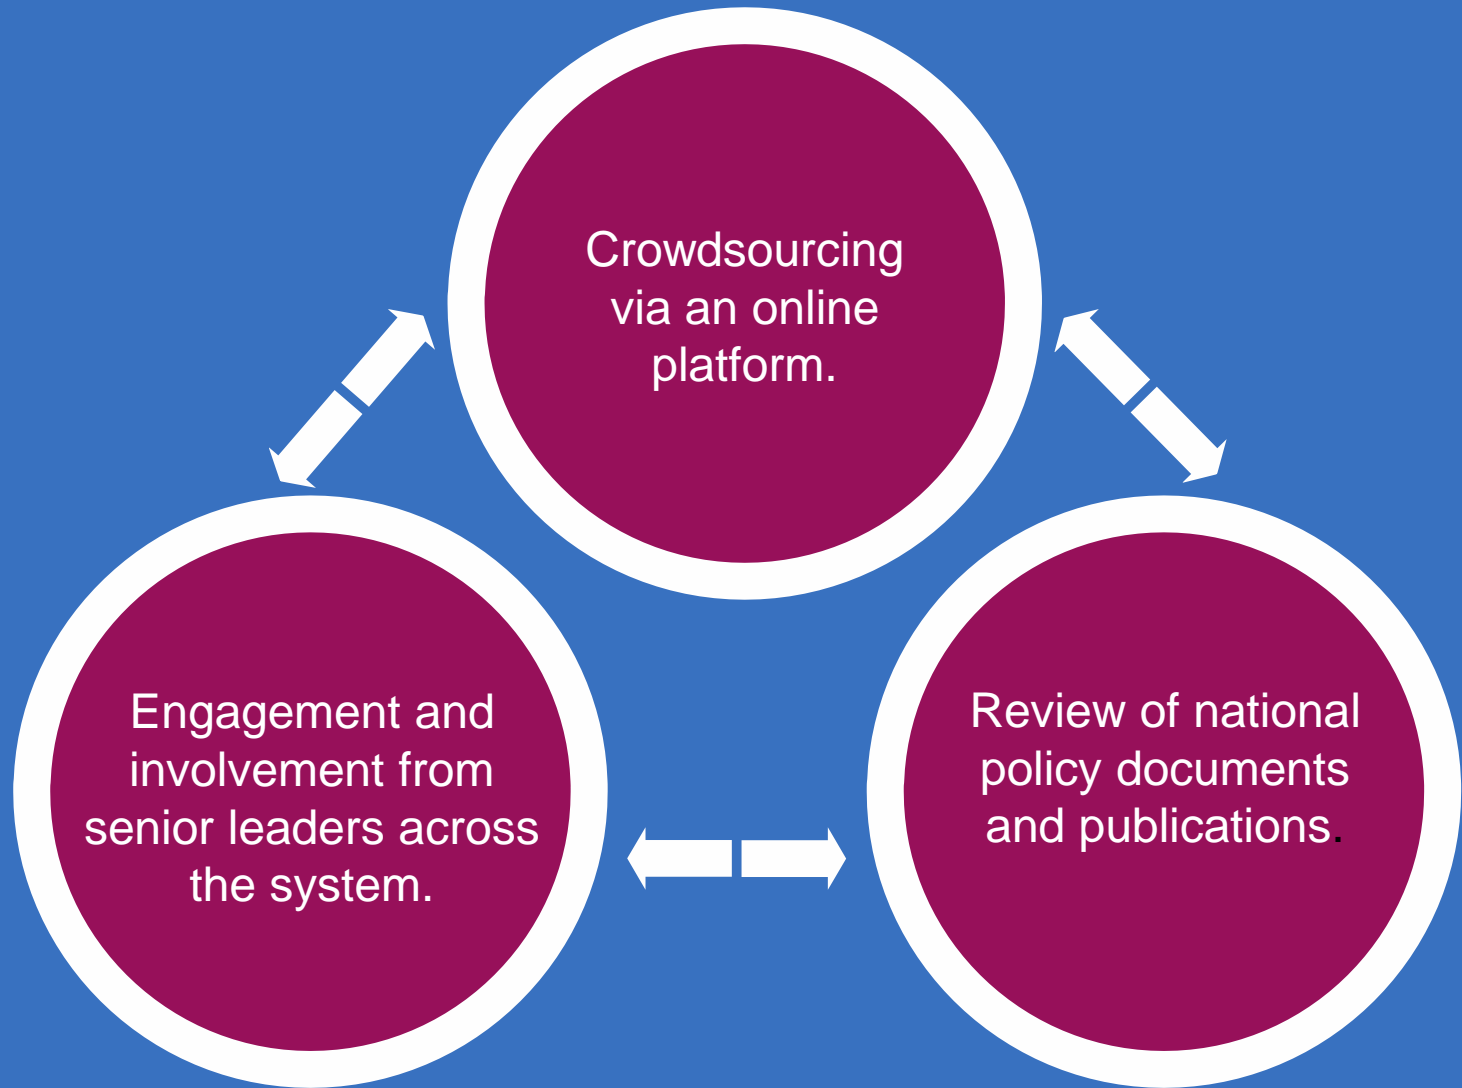 Crowdsourcing
via an online
platform.
Engagement and
involvement from
senior leaders across
the system.
Review of national
policy documents
and publications.